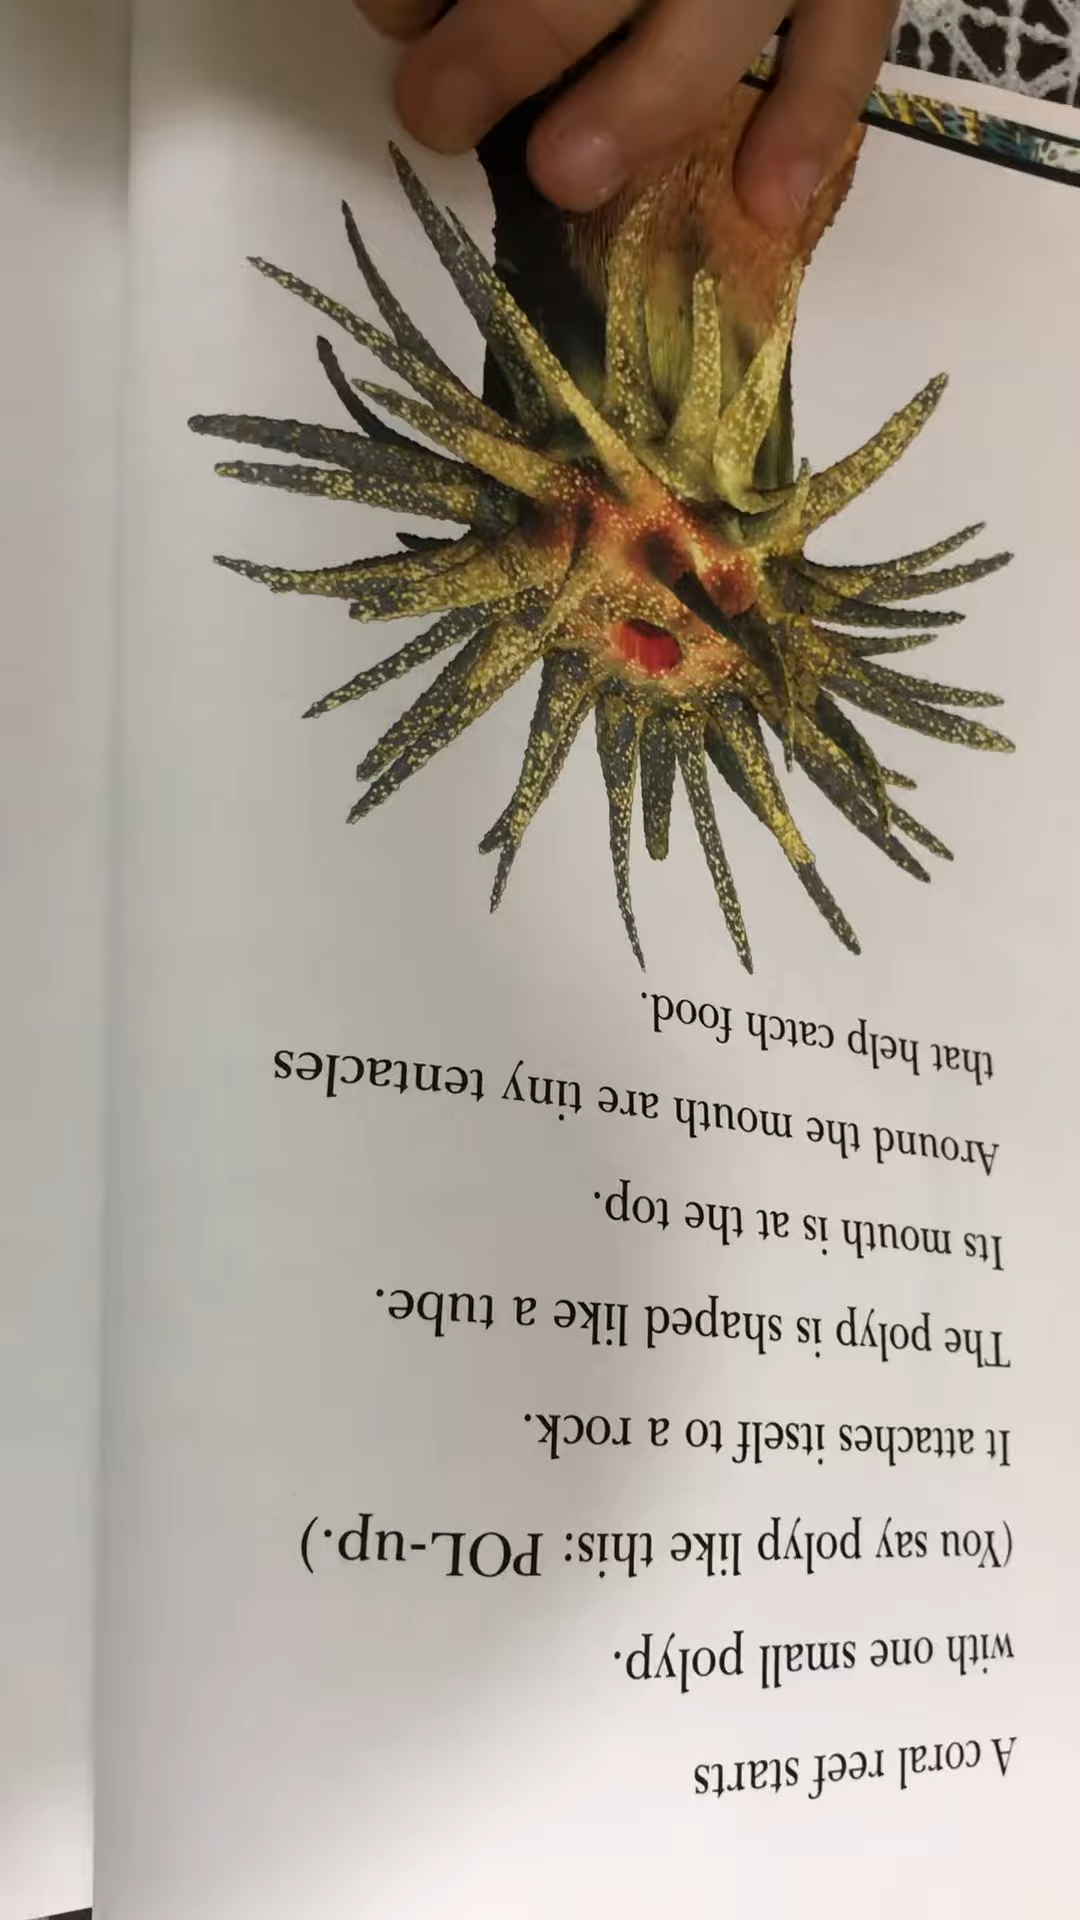 A coral reef starts
with one small polyp.
(You say polyp like this: POL-up.)
It attaches itself to a rock.
The polyp is shaped like a tube.
Its mouth is at the top.
Around the mouth are tiny tentacles
that help catch food.